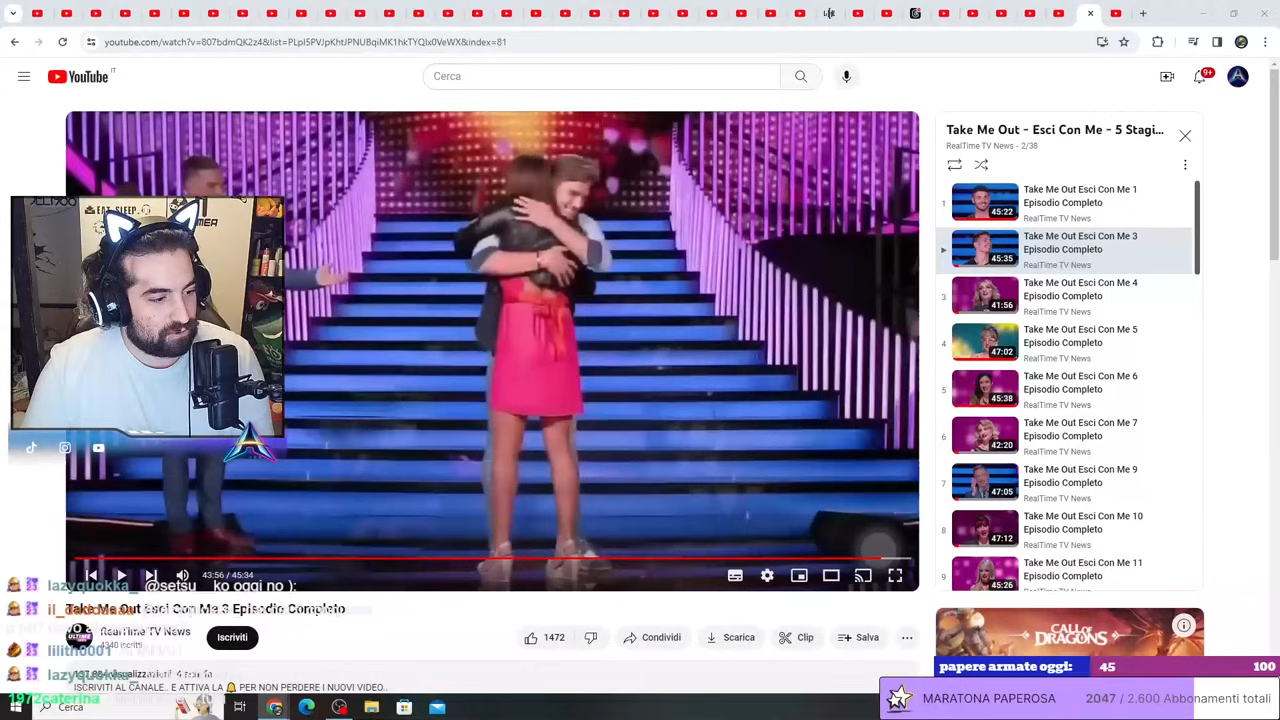 youtube.com/watch?v=807bdmQK2z4&list=PLpI5PVJpKhtJPNUBqiMK1hkTYQlx0VeWX&index=81
YouTube IT
Cerca
9+
Take Me Out - Esci Con Me - 5 Stagi...
RealTime TV News - 2/38
1
Take Me Out Esci Con Me 1
Episodio Completo
45:22
RealTime TV News
Take Me Out Esci Con Me 3
Episodio Completo
45:35
RealTime TV News
3
Take Me Out Esci Con Me 4
Episodio Completo
41:56
RealTime TV News
4
Take Me Out Esci Con Me 5
Episodio Completo
47:02
RealTime TV News
5
Take Me Out Esci Con Me 6
Episodio Completo
45:38
RealTime TV News
6
Take Me Out Esci Con Me 7
Episodio Completo
42:20
RealTime TV News
7
Take Me Out Esci Con Me 9
Episodio Completo
47:05
RealTime TV News
8
Take Me Out Esci Con Me 10
Episodio Completo
47:12
RealTime TV News
9
Take Me Out Esci Con Me 11
Episodio Completo
45:26
EAT SLEEP
43:56 / 45:34
lazyquokka_ @setsu_ ko oggi no ):
Take Me Out Esci Con Me 3 Episodio Completo
RealTime TV News
4340 iscritti
Iscriviti
1472
Condividi
Scarica
Clip
Salva
lilith0001
lazyquokka_
ISCRIVITI AL CANALE.. E ATTIVA LA PER NON PERDERE I NUOVI VIDEO..
1972caterina
Cerca
CALL OF DRAGONS
papere armate oggi: 45 100
MARATONA PAPEROSA 2047 / 2.600 Abbonamenti totali